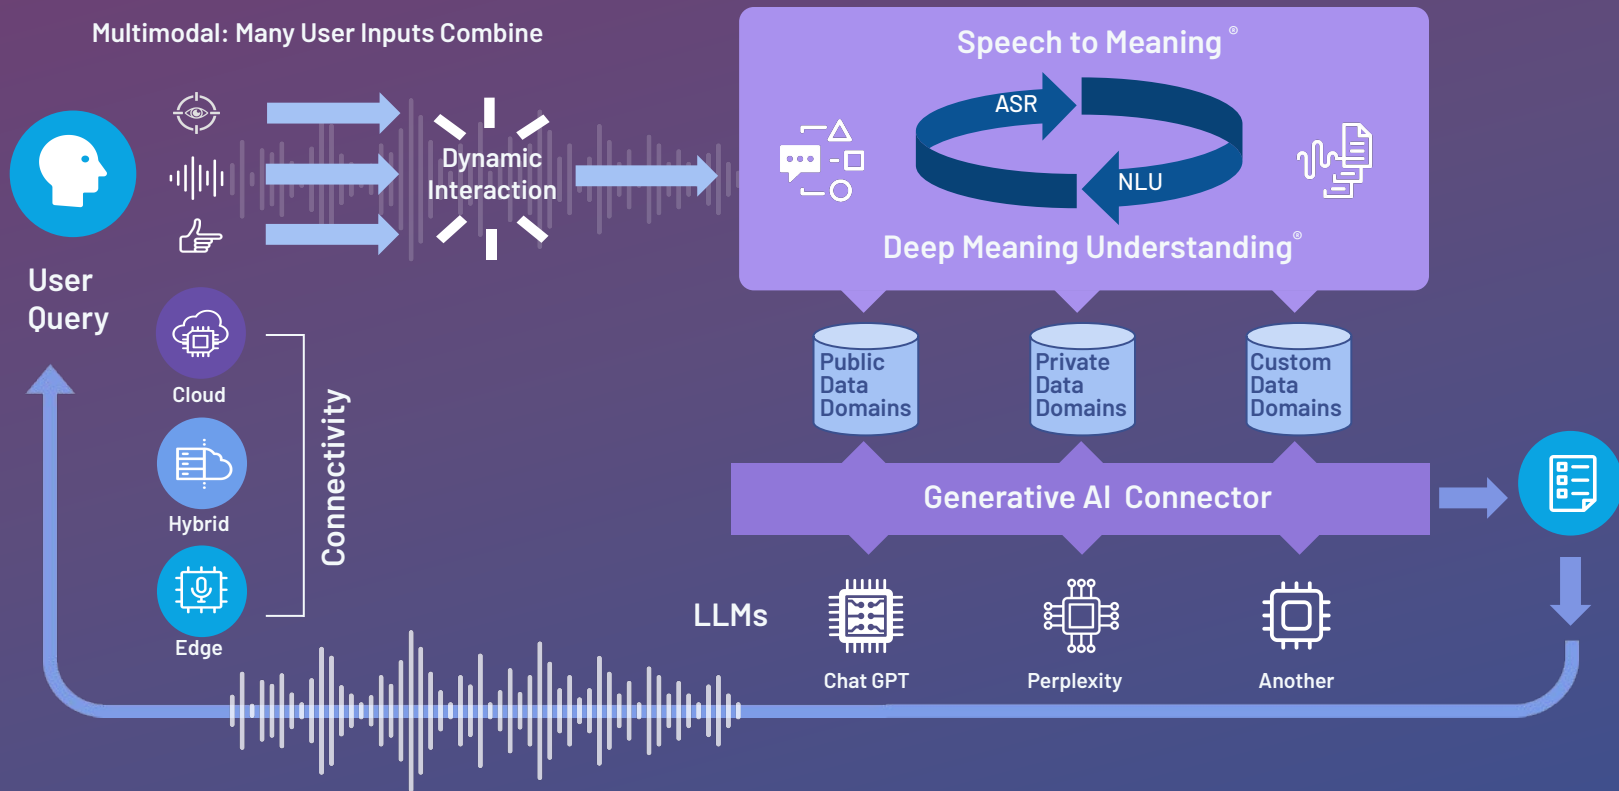 Multimodal: Many User Inputs Combine
Dynamic
Interaction
User
Query
Cloud
Hybrid
Edge
Connectivity
Speech to Meaning ®
ASR
NLU
Deep Meaning Understanding®
Public
Data
Domains
Private
Data
Domains
Custom
Data
Domains
Generative AI Connector
LLMs
Chat GPT
Perplexity
Another